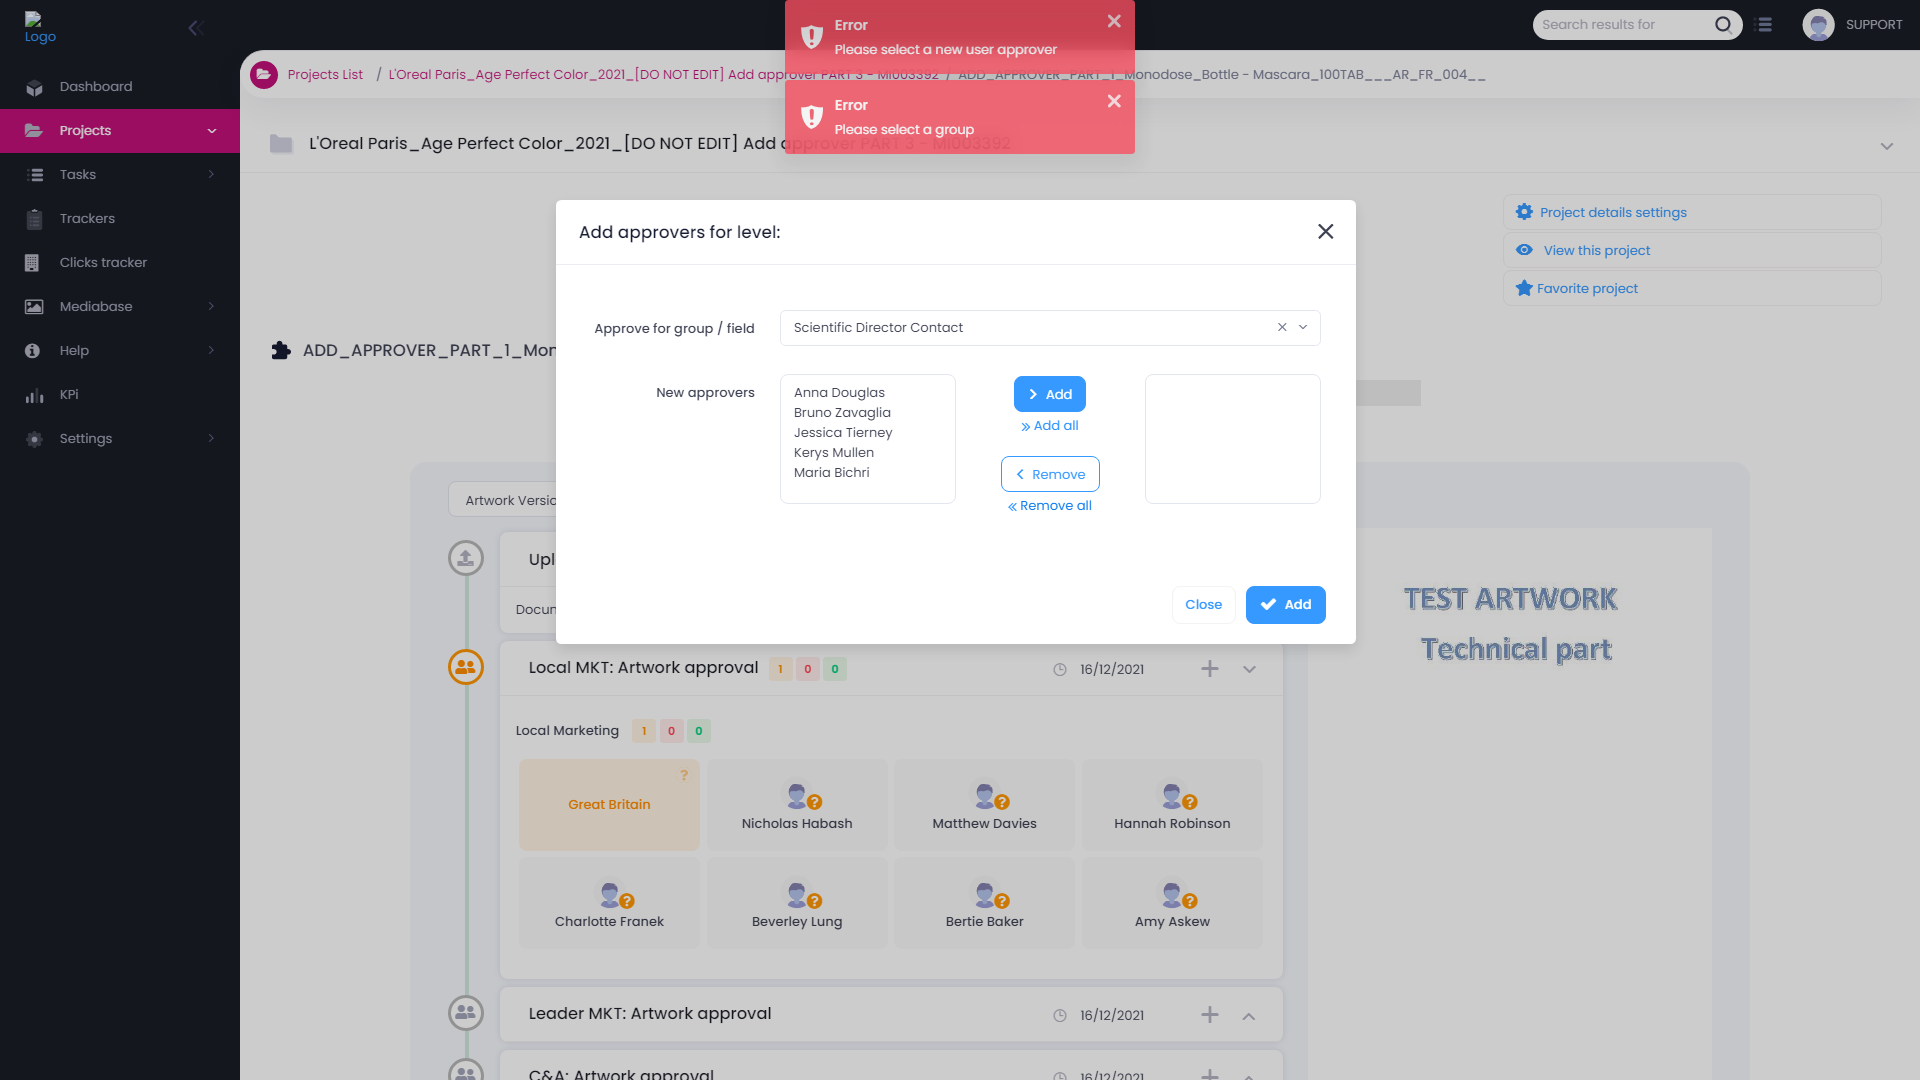 Logo
Search results for
SUPPORT
Error
Please select a new user approver
Error
Please select a group
Projects List / L'Oreal Paris_Age Perfect Color_2021_[DO NOT EDIT] Add approver PART 3 - MI003392 / ADD_APPROVER_PART_1_Monodose_Bottle - Mascara_100TAB___AR_FR_004__
Dashboard
Projects
Tasks
Trackers
Clicks tracker
Mediabase
Help
KPi
Settings
L'Oreal Paris_Age Perfect Color_2021_[DO NOT EDIT] Add approver PART 3 - MI003392
Project details settings
View this project
Favorite project
ADD_APPROVER_PART_1_Mon
Add approvers for level:
Approve for group / field
Scientific Director Contact
New approvers
Anna Douglas
Bruno Zavaglia
Jessica Tierney
Kerys Mullen
Maria Bichri
Add
Add all
Remove
Remove all
Close
Add
Artwork Versio
Upl
Docum
Local MKT: Artwork approval 1 0 0 16/12/2021
Local Marketing 1 0 0
Great Britain ?
Nicholas Habash
Matthew Davies
Hannah Robinson
Charlotte Franek
Beverley Lung
Bertie Baker
Amy Askew
Leader MKT: Artwork approval 16/12/2021
C&A: Artwork approval 16/12/2021
TEST ARTWORK
Technical part